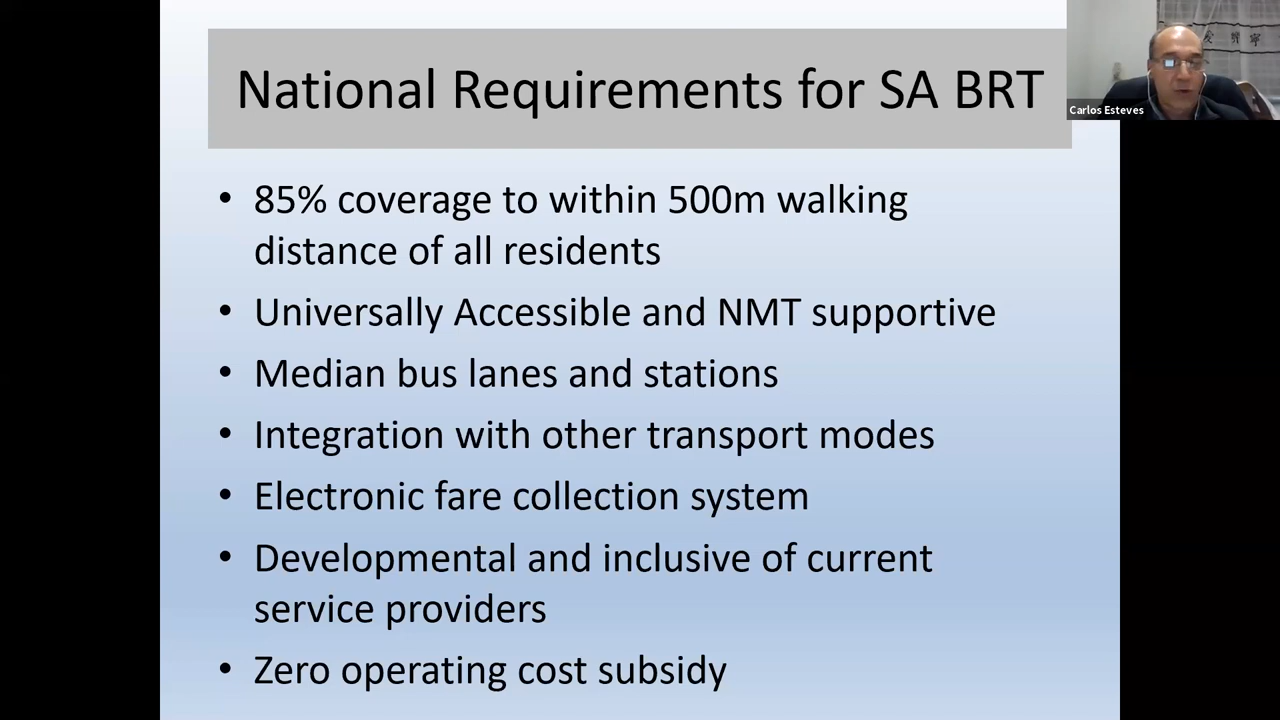 National Requirements for SA BRT
Carlos Esteves
• 85% coverage to within 500m walking
distance of all residents
• Universally Accessible and NMT supportive
• Median bus lanes and stations
• Integration with other transport modes
• Electronic fare collection system
• Developmental and inclusive of current
service providers
• Zero operating cost subsidy